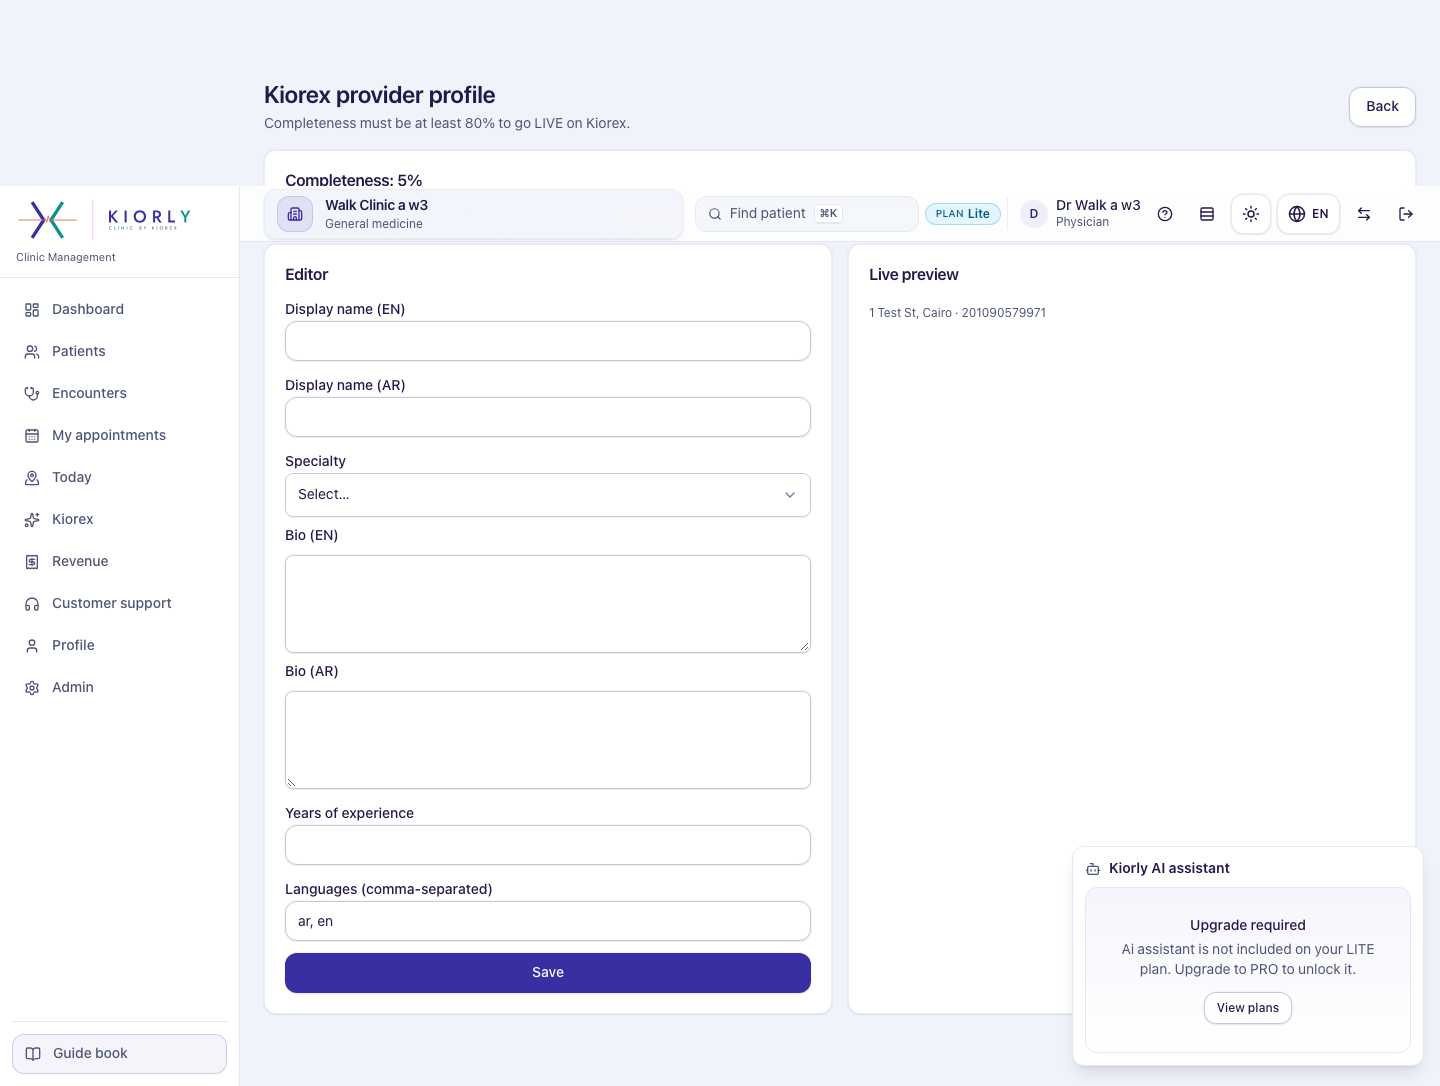 Kiorex provider profile
Completeness must be at least 80% to go LIVE on Kiorex.
Back
Completeness: 5%
KIORLY
CLINIC BY KIOREX
Clinic Management
Walk Clinic a w3
General medicine
Find patient ⌘K
PLAN Lite
D
Dr Walk a w3
Physician
EN
Dashboard
Patients
Encounters
My appointments
Today
Kiorex
Revenue
Customer support
Profile
Admin
Guide book
Editor
Display name (EN)
Display name (AR)
Specialty
Select...
Bio (EN)
Bio (AR)
Years of experience
Languages (comma-separated)
ar, en
Save
Live preview
1 Test St, Cairo · 201090579971
Kiorly AI assistant
Upgrade required
Ai assistant is not included on your LITE
plan. Upgrade to PRO to unlock it.
View plans